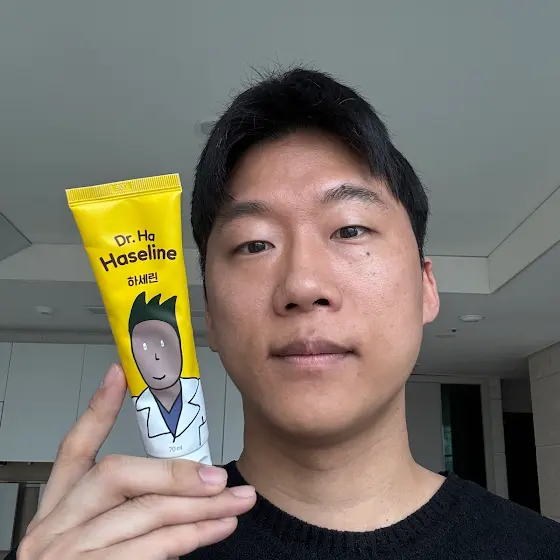 Dr. Ha
Haseline
하세린
70 ml